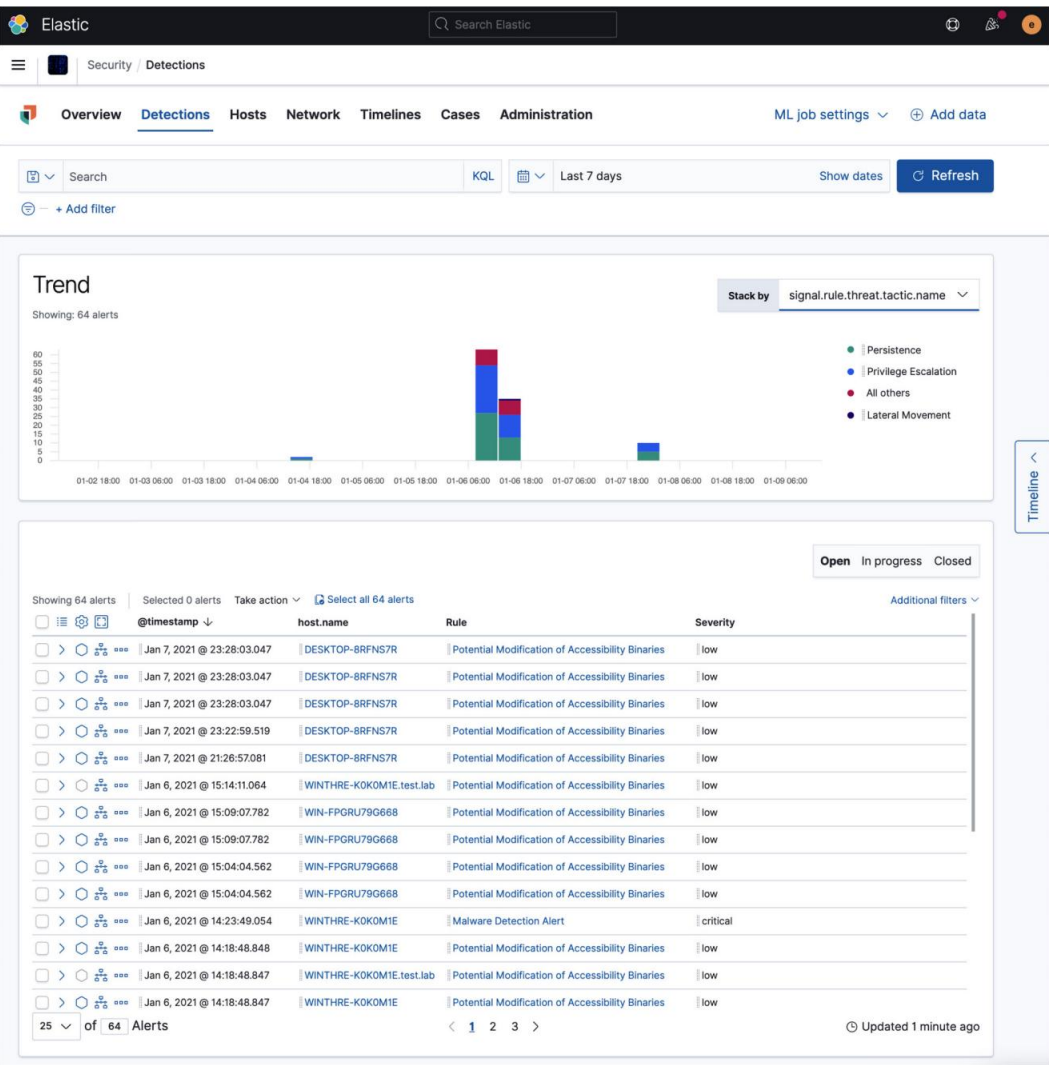 Elastic
Search Elastic
e
Security / Detections
Overview Detections Hosts Network Timelines Cases Administration ML job settings Add data
Search KQL Last 7 days Show dates Refresh
+ Add filter
Trend
Showing: 64 alerts
Stack by signal.rule.threat.tactic.name
60
55
50
45
40
35
30
25
20
15
10
5
0
01-02 18:00 01-03 06:00 01-03 18:00 01-04 06:00 01-04 18:00 01-05 06:00 01-05 18:00 01-06 06:00 01-06 18:00 01-07 06:00 01-07 18:00 01-08 06:00 01-08 18:00 01-09 06:00
Persistence
Privilege Escalation
All others
Lateral Movement
Timeline
Open In progress Closed
Showing 64 alerts Selected 0 alerts Take action Select all 64 alerts Additional filters
@timestamp host.name Rule Severity
Jan 7, 2021 @ 23:28:03.047 DESKTOP-8RFNS7R Potential Modification of Accessibility Binaries low
Jan 7, 2021 @ 23:28:03.047 DESKTOP-8RFNS7R Potential Modification of Accessibility Binaries low
Jan 7, 2021 @ 23:28:03.047 DESKTOP-8RFNS7R Potential Modification of Accessibility Binaries low
Jan 7, 2021 @ 23:22:59.519 DESKTOP-8RFNS7R Potential Modification of Accessibility Binaries low
Jan 7, 2021 @ 21:26:57.081 DESKTOP-8RFNS7R Potential Modification of Accessibility Binaries low
Jan 6, 2021 @ 15:14:11.064 WINTHRE-K0K0M1E.test.lab Potential Modification of Accessibility Binaries low
Jan 6, 2021 @ 15:09:07.782 WIN-FPGRU79G668 Potential Modification of Accessibility Binaries low
Jan 6, 2021 @ 15:09:07.782 WIN-FPGRU79G668 Potential Modification of Accessibility Binaries low
Jan 6, 2021 @ 15:04:04.562 WIN-FPGRU79G668 Potential Modification of Accessibility Binaries low
Jan 6, 2021 @ 15:04:04.562 WIN-FPGRU79G668 Potential Modification of Accessibility Binaries low
Jan 6, 2021 @ 14:23:49.054 WINTHRE-K0K0M1E Malware Detection Alert critical
Jan 6, 2021 @ 14:18:48.848 WINTHRE-K0K0M1E Potential Modification of Accessibility Binaries low
Jan 6, 2021 @ 14:18:48.847 WINTHRE-K0K0M1E.test.lab Potential Modification of Accessibility Binaries low
Jan 6, 2021 @ 14:18:48.847 WINTHRE-K0K0M1E Potential Modification of Accessibility Binaries low
25 of 64 Alerts 1 2 3 Updated 1 minute ago